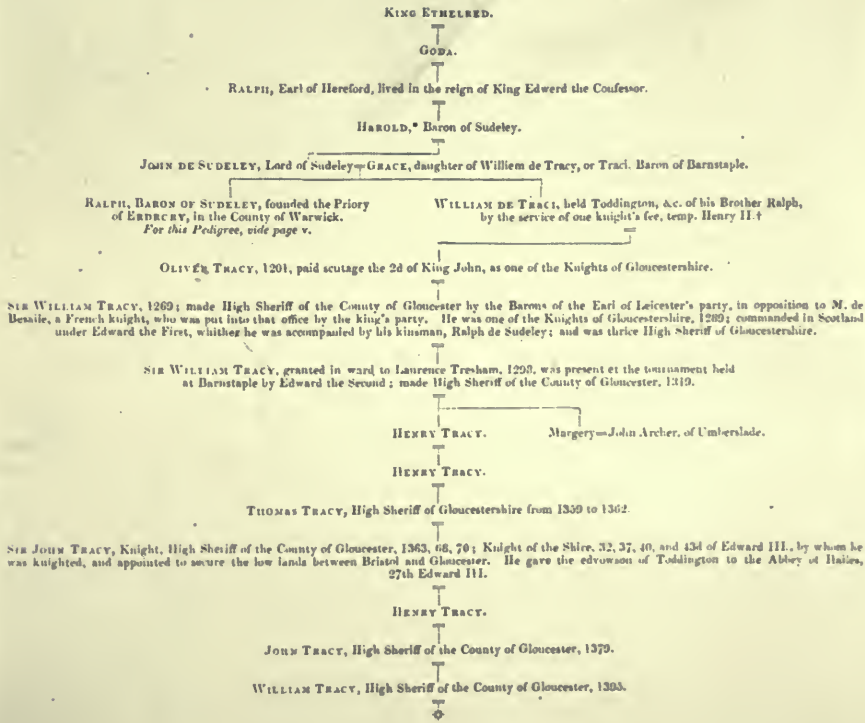 KING ETHELRED.
GODA.
RALPH, Earl of Hereford, lived in the reign of King Edwerd the Confessor.
HAROLD,* Baron of Sudeley.
JOHN DE SUDELEY, Lord of Sudeley=GRACE, daughter of Williem de Tracy, or Traci, Baron of Barnstaple.
RALPH, BARON OF SUDELEY, founded the Priory
of ERDBURY, in the County of Warwick.
For this Pedigree, vide page v.
WILLIAM DE TRACI, held Toddington, &c. of his Brother Ralph,
by the service of one knight's fee, temp. Henry II.†
OLIVER TRACY, 1201, paid scutage the 2d of King John, as one of the Knights of Gloucestershire.
SIR WILLIAM TRACY, 1269; made High Sheriff of the County of Gloucester by the Barons of the Earl of Leicester's party, in opposition to M. de
Besaile, a French knight, who was put into that office by the king's party. He was one of the Knights of Gloucestershire, 1289; commanded in Scotland
under Edward the First, whither he was accompanied by his kinsman, Ralph de Sudeley; and was thrice High Sheriff of Gloucestershire.
SIR WILLIAM TRACY, granted in ward to Laurence Tresham, 1298, was present et the tournament held
at Barnstaple by Edward the Second; made High Sheriff of the County of Gloucester, 1319.
HENRY TRACY. Margery=John Archer, of Umberslade.
HENRY TRACY.
THOMAS TRACY, High Sheriff of Gloucestershire from 1359 to 1362.
SIR JOHN TRACY, Knight, High Sheriff of the County of Gloucester, 1363, 68, 70; Knight of the Shire, 32, 37, 40, and 43d of Edward III., by whom he
was knighted, and appointed to secure the low lands between Bristol and Gloucester. He gave the edvowson of Toddington to the Abbey of Hailes,
27th Edward III.
HENRY TRACY.
JOHN TRACY, High Sheriff of the County of Gloucester, 1379.
WILLIAM TRACY, High Sheriff of the County of Gloucester, 1395.